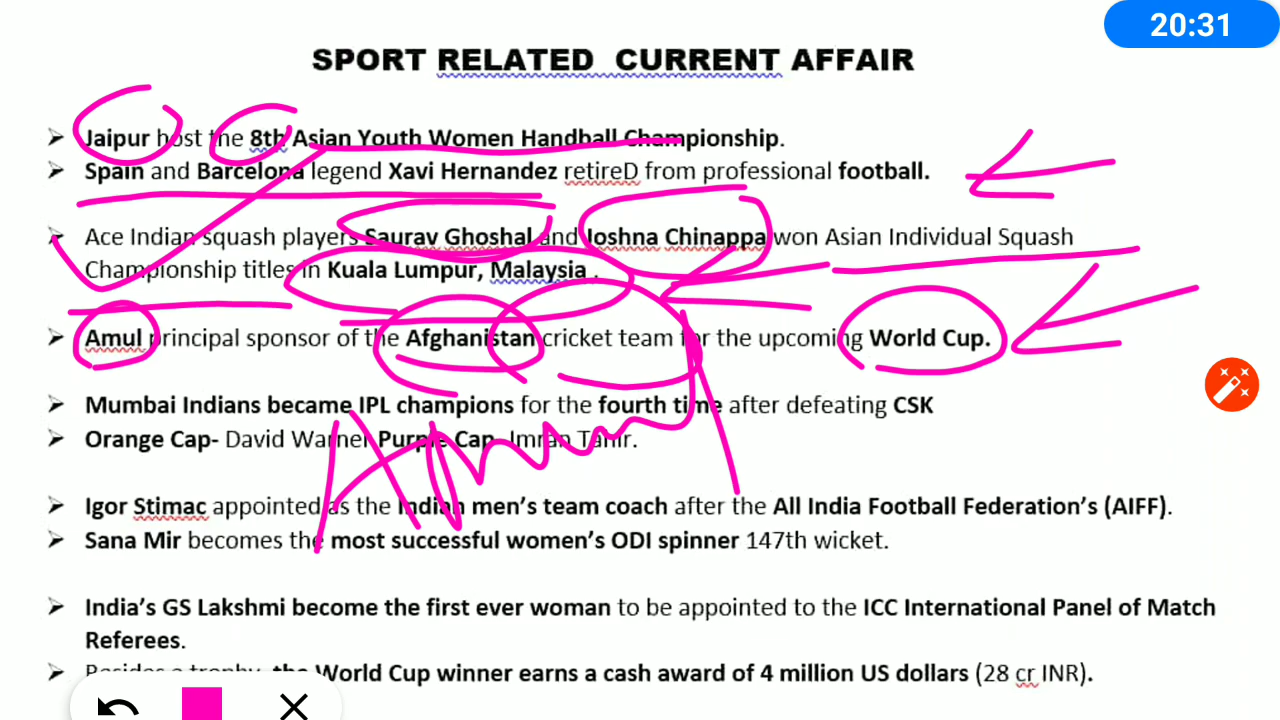 20:31
SPORT RELATED CURRENT AFFAIR
➢ Jaipur host the 8th Asian Youth Women Handball Championship.
➢ Spain and Barcelona legend Xavi Hernandez retireD from professional football.
➢ Ace Indian squash players Saurav Ghoshal and Joshna Chinappa won Asian Individual Squash
Championship titles in Kuala Lumpur, Malaysia .
➢ Amul principal sponsor of the Afghanistan cricket team for the upcoming World Cup.
➢ Mumbai Indians became IPL champions for the fourth time after defeating CSK
➢ Orange Cap- David Warner Purple Cap- Imran Tahir.
➢ Igor Stimac appointed as the Indian men's team coach after the All India Football Federation's (AIFF).
➢ Sana Mir becomes the most successful women's ODI spinner 147th wicket.
➢ India's GS Lakshmi become the first ever woman to be appointed to the ICC International Panel of Match
Referees.
➢ Besides a trophy, the World Cup winner earns a cash award of 4 million US dollars (28 cr INR).